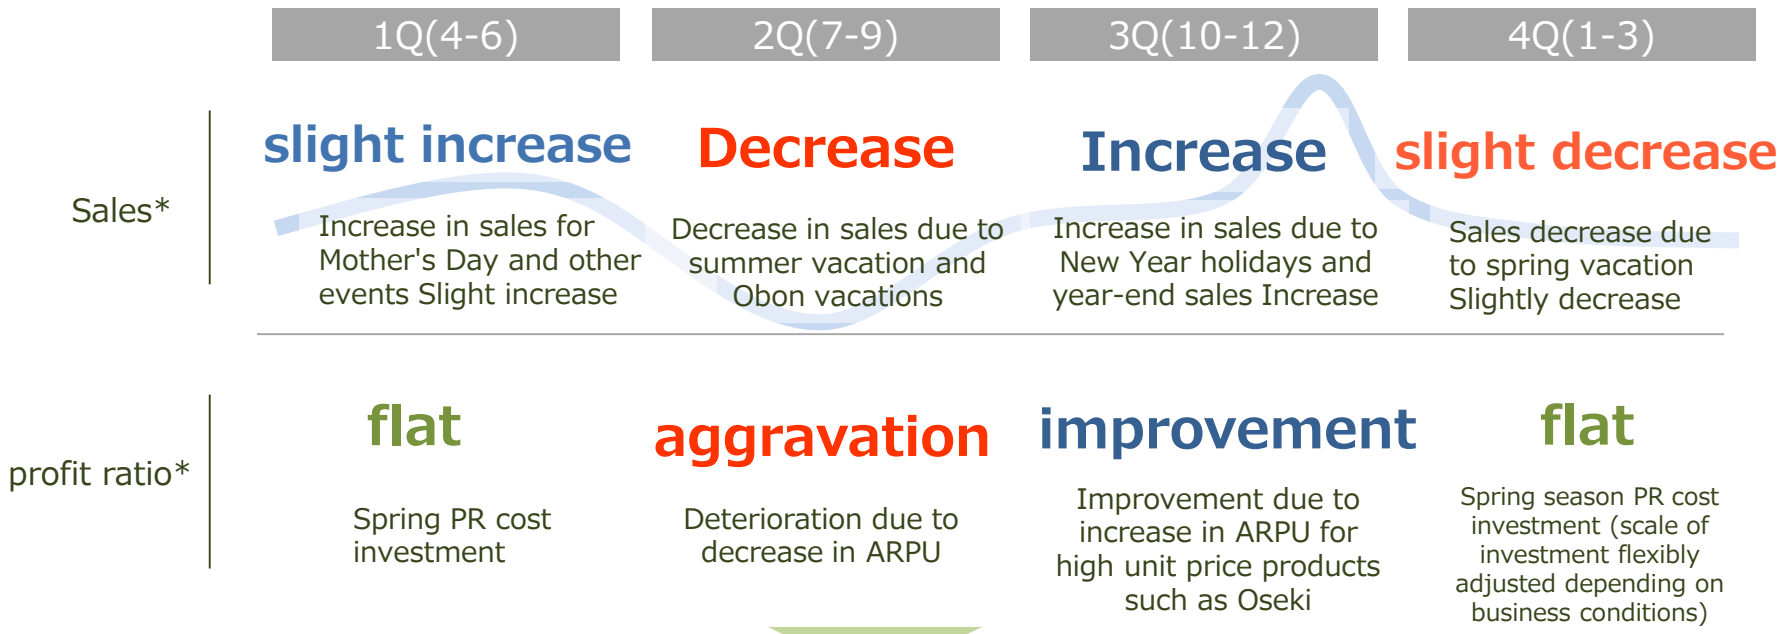 1Q(4-6)
2Q(7-9)
3Q(10-12)
4Q(1-3)
Sales*
slight increase
Increase in sales for
Mother's Day and other
events Slight increase
Decrease
Decrease in sales due to
summer vacation and
Obon vacations
Increase
Increase in sales due to
New Year holidays and
year-end sales Increase
slight decrease
Sales decrease due
to spring vacation
Slightly decrease
profit ratio*
flat
Spring PR cost
investment
aggravation
Deterioration due to
decrease in ARPU
improvement
Improvement due to
increase in ARPU for
high unit price products
such as Oseki
flat
Spring season PR cost
investment (scale of
investment flexibly
adjusted depending on
business conditions)